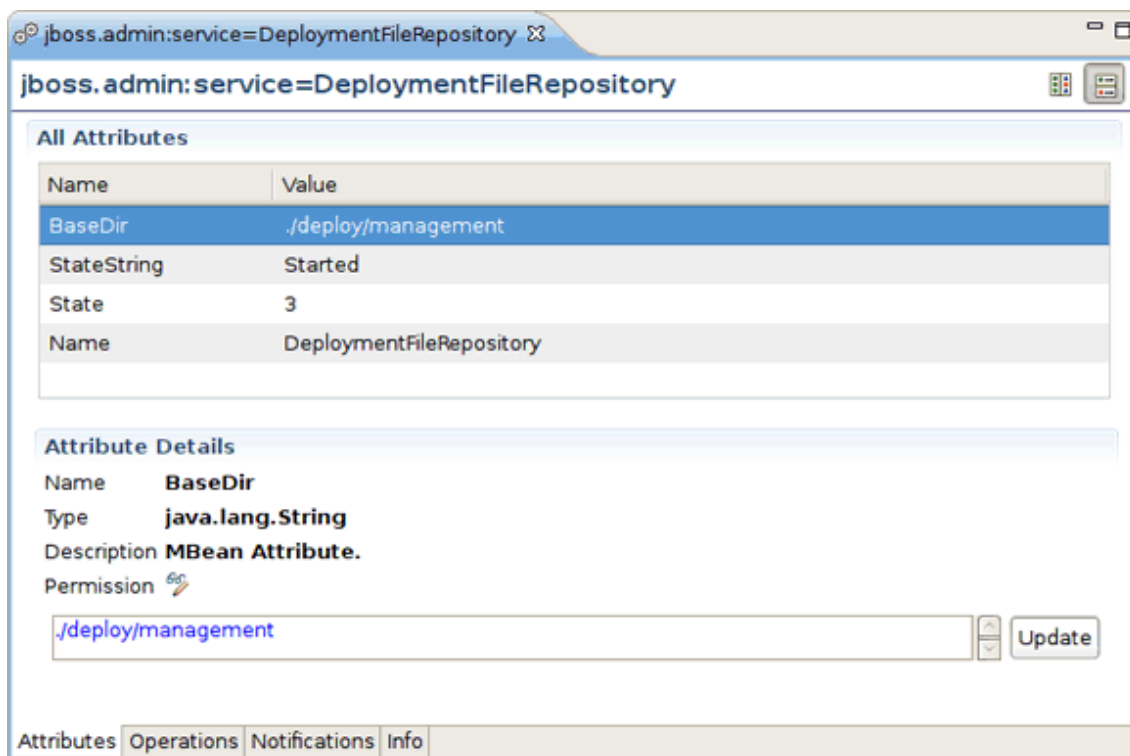 jboss.admin:service=DeploymentFileRepository
jboss.admin:service=DeploymentFileRepository
All Attributes
Name Value
BaseDir ./deploy/management
StateString Started
State 3
Name DeploymentFileRepository
Attribute Details
Name BaseDir
Type java.lang.String
Description MBean Attribute.
Permission
./deploy/management Update
Attributes Operations Notifications Info